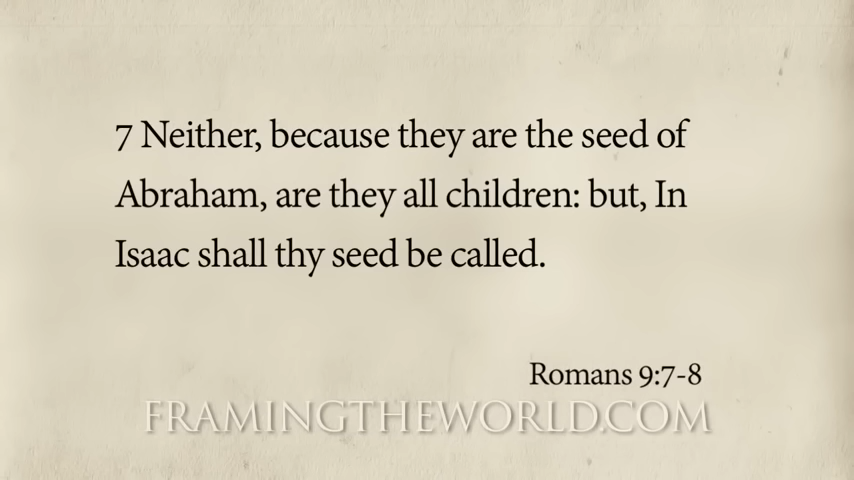 7 Neither, because they are the seed of
Abraham, are they all children: but, In
Isaac shall thy seed be called.
Romans 9:7-8
FRAMINGTHEWORLD.COM